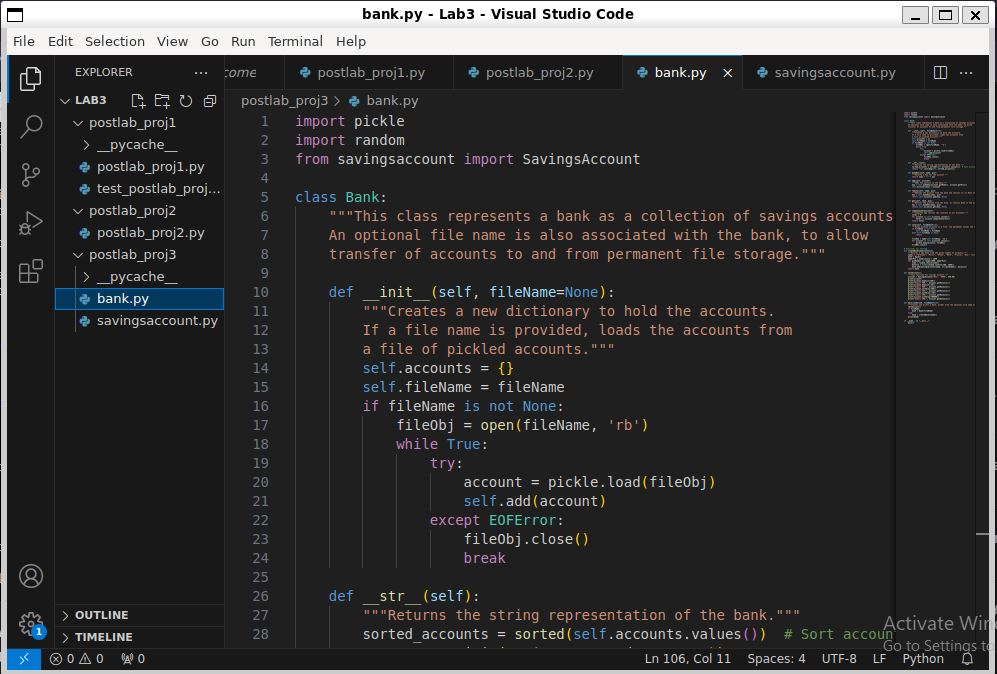 bank.py - Lab3 - Visual Studio Code
File Edit Selection View Go Run Terminal Help
EXPLORER
LAB3
postlab_proj1
__pycache__
postlab_proj1.py
test_postlab_proj...
postlab_proj2
postlab_proj2.py
postlab_proj3
__pycache__
bank.py
savingsaccount.py
OUTLINE
TIMELINE
1
come postlab_proj1.py postlab_proj2.py bank.py savingsaccount.py
postlab_proj3 > bank.py
1 import pickle
2 import random
3 from savingsaccount import SavingsAccount
4
5 class Bank:
6 """This class represents a bank as a collection of savings accounts
7 An optional file name is also associated with the bank, to allow
8 transfer of accounts to and from permanent file storage."""
9
10 def __init__(self, fileName=None):
11 """Creates a new dictionary to hold the accounts.
12 If a file name is provided, loads the accounts from
13 a file of pickled accounts."""
14 self.accounts = {}
15 self.fileName = fileName
16 if fileName is not None:
17 fileObj = open(fileName, 'rb')
18 while True:
19 try:
20 account = pickle.load(fileObj)
21 self.add(account)
22 except EOFError:
23 fileObj.close()
24 break
25
26 def __str__(self):
27 """Returns the string representation of the bank."""
28 sorted_accounts = sorted(self.accounts.values()) # Sort accoun
Activate Win
Go to Settings to
0 0 0 Ln 106, Col 11 Spaces: 4 UTF-8 LF Python